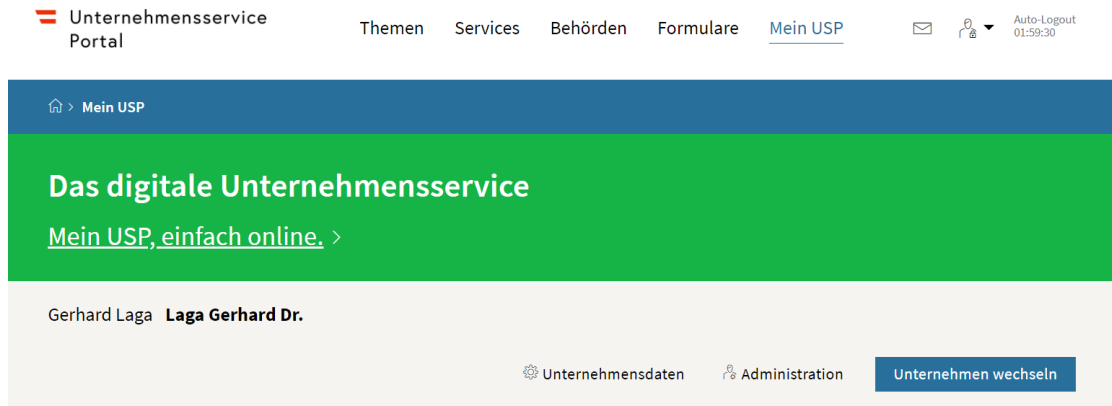 Unternehmensservice
Portal
Themen Services Behörden Formulare Mein USP
Auto-Logout
01:59:30
> Mein USP
Das digitale Unternehmensservice
Mein USP, einfach online. >
Gerhard Laga Laga Gerhard Dr.
Unternehmensdaten Administration Unternehmen wechseln